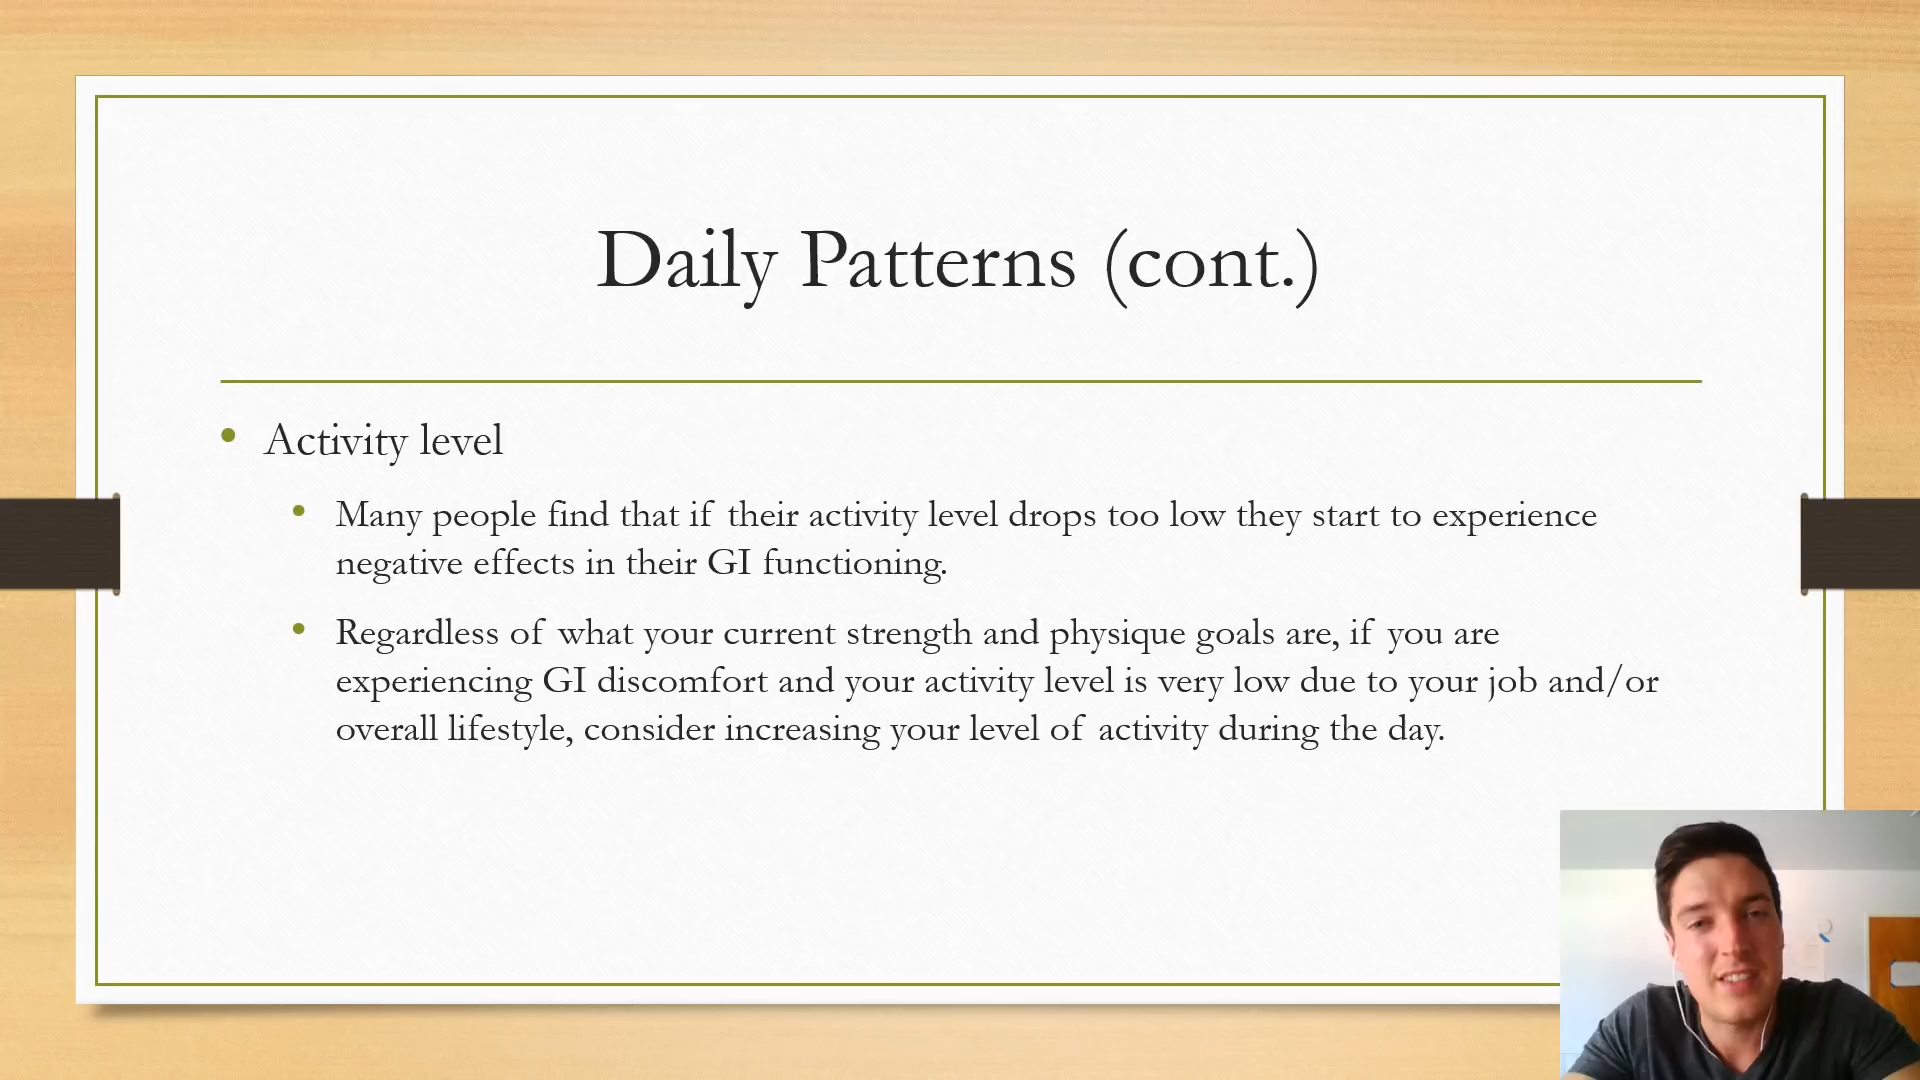 Daily Patterns (cont.)
• Activity level
• Many people find that if their activity level drops too low they start to experience
negative effects in their GI functioning.
• Regardless of what your current strength and physique goals are, if you are
experiencing GI discomfort and your activity level is very low due to your job and/or
overall lifestyle, consider increasing your level of activity during the day.